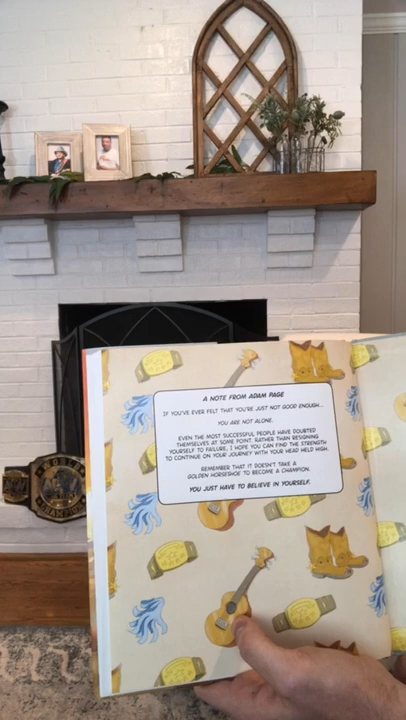 A NOTE FROM ADAM PAGE
IF YOU'VE EVER FELT THAT YOU'RE JUST NOT GOOD ENOUGH...
YOU ARE NOT ALONE.
EVEN THE MOST SUCCESSFUL PEOPLE HAVE DOUBTED
THEMSELVES AT SOME POINT. RATHER THAN RESIGNING
YOURSELF TO FAILURE, I HOPE YOU CAN FIND THE STRENGTH
TO CONTINUE ON YOUR JOURNEY WITH YOUR HEAD HELD HIGH.
REMEMBER THAT IT DOESN'T TAKE A
GOLDEN HORSESHOE TO BECOME A CHAMPION.
YOU JUST HAVE TO BELIEVE IN YOURSELF.
WORLD
CHAMPION